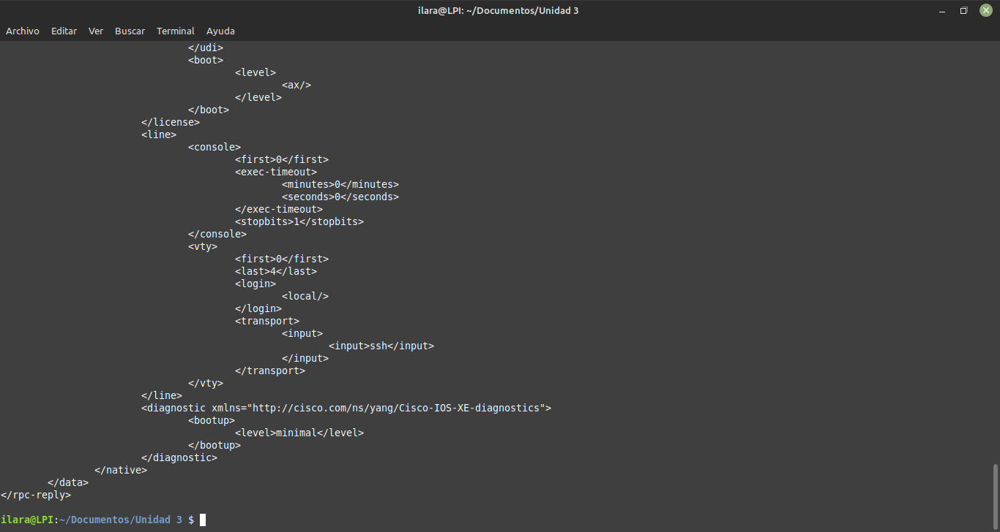 ilara@LPI: ~/Documentos/Unidad 3
Archivo Editar Ver Buscar Terminal Ayuda
</udi>
<boot>
<level>
<ax/>
</level>
</boot>
</license>
<line>
<console>
<first>0</first>
<exec-timeout>
<minutes>0</minutes>
<seconds>0</seconds>
</exec-timeout>
<stopbits>1</stopbits>
</console>
<vty>
<first>0</first>
<last>4</last>
<login>
<local/>
</login>
<transport>
<input>
<input>ssh</input>
</input>
</transport>
</vty>
</line>
<diagnostic xmlns="http://cisco.com/ns/yang/Cisco-IOS-XE-diagnostics">
<bootup>
<level>minimal</level>
</bootup>
</diagnostic>
</native>
</data>
</rpc-reply>
ilara@LPI:~/Documentos/Unidad 3 $